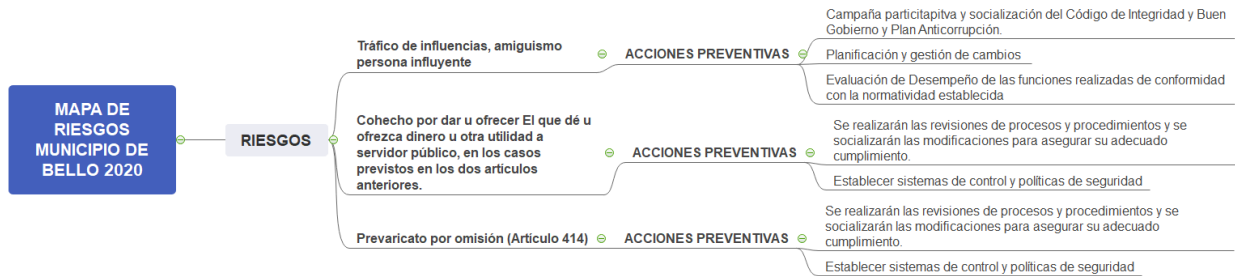 MAPA DE
RIESGOS
MUNICIPIO DE
BELLO 2020
RIESGOS
Tráfico de influencias, amiguismo
persona influyente
ACCIONES PREVENTIVAS
Campaña particitapitva y socialización del Código de Integridad y Buen
Gobierno y Plan Anticorrupción.
Planificación y gestión de cambios
Evaluación de Desempeño de las funciones realizadas de conformidad
con la normatividad establecida
Cohecho por dar u ofrecer El que dé u
ofrezca dinero u otra utilidad a
servidor público, en los casos
previstos en los dos artículos
anteriores.
ACCIONES PREVENTIVAS
Se realizarán las revisiones de procesos y procedimientos y se
socializarán las modificaciones para asegurar su adecuado
cumplimiento.
Establecer sistemas de control y políticas de seguridad
Prevaricato por omisión (Artículo 414)
ACCIONES PREVENTIVAS
Se realizarán las revisiones de procesos y procedimientos y se
socializarán las modificaciones para asegurar su adecuado
cumplimiento.
Establecer sistemas de control y políticas de seguridad